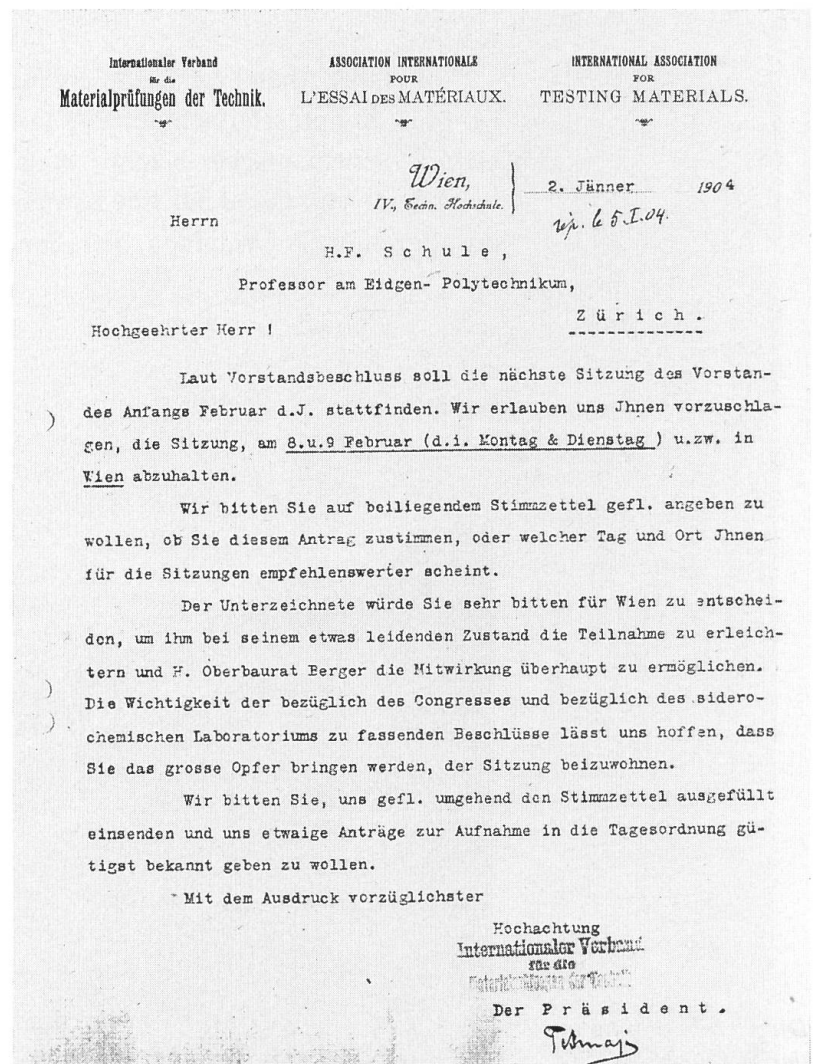 Internationaler Verband
für die
Materialprüfungen der Technik.
ASSOCIATION INTERNATIONALE
POUR
L'ESSAI DES MATÉRIAUX.
INTERNATIONAL ASSOCIATION
FOR
TESTING MATERIALS.
Wien,
IV., Techn. Hochschule.
2. Jänner 1904
rép. le 5.I.04.
Herrn
H.F. Schule,
Professor am Eidgen- Polytechnikum,
Zürich.
Hochgeehrter Herr !
Laut Vorstandsbeschluss soll die nächste Sitzung des Vorstan-
des Anfangs Februar d.J. stattfinden. Wir erlauben uns Jhnen vorzuschla-
gen, die Sitzung, am 8.u.9 Februar (d.i. Montag & Dienstag ) u.zw. in
Wien abzuhalten.
Wir bitten Sie auf beiliegendem Stimmzettel gefl. angeben zu
wollen, ob Sie diesem Antrag zustimmen, oder welcher Tag und Ort Jhnen
für die Sitzungen empfehlenswerter scheint.
Der Unterzeichnete würde Sie sehr bitten für Wien zu entschei-
den, um ihm bei seinem etwas leidenden Zustand die Teilnahme zu erleich-
tern und H. Oberbaurat Berger die Mitwirkung überhaupt zu ermöglichen.
Die Wichtigkeit der bezüglich des Congresses und bezüglich des sidero-
chemischen Laboratoriums zu fassenden Beschlüsse lässt uns hoffen, dass
Sie das grosse Opfer bringen werden, der Sitzung beizuwohnen.
Wir bitten Sie, uns gefl. umgehend den Stimmzettel ausgefüllt
einsenden und uns etwaige Anträge zur Aufnahme in die Tagesordnung gü-
tigst bekannt geben zu wollen.
Mit dem Ausdruck vorzüglichster
Hochachtung
Internationaler Verband
für die
Materialprüfungen der Technik
Der Präsident.
Tetmajer